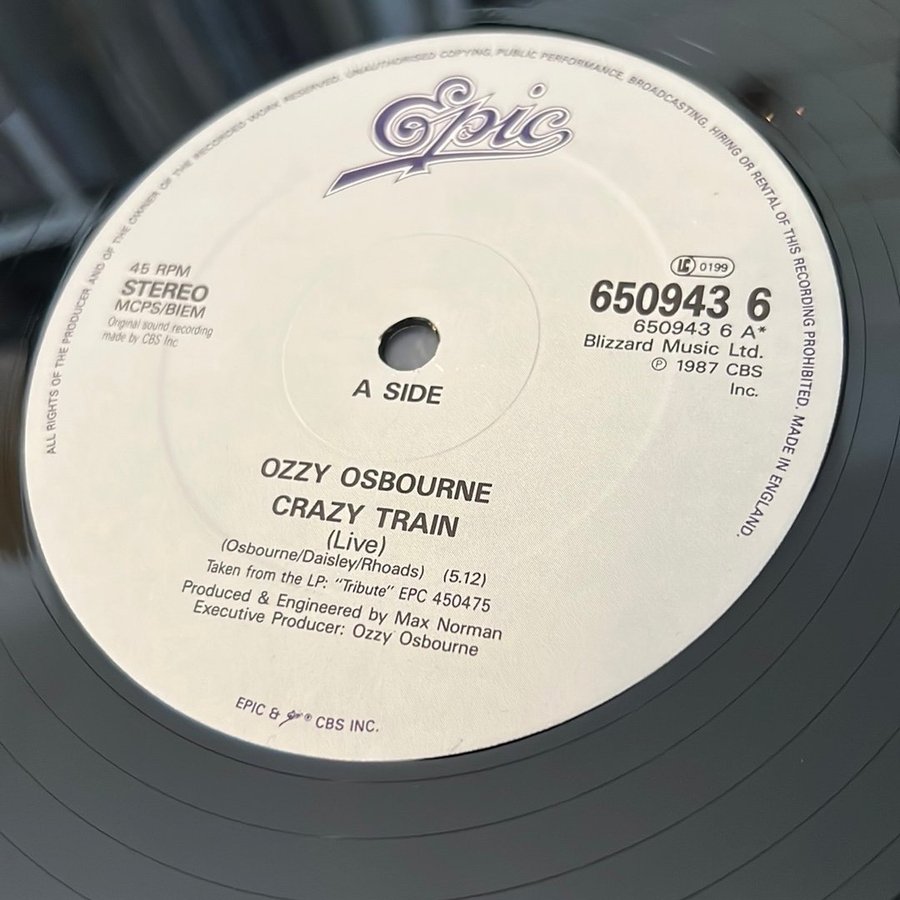 ALL RIGHTS OF THE PRODUCER AND OF THE OWNER OF THE RECORDED WORK RESERVED. UNAUTHORISED COPYING, PUBLIC PERFORMANCE, BROADCASTING, HIRING OR RENTAL OF THIS RECORDING PROHIBITED. MADE IN ENGLAND.
Epic
45 RPM
STEREO
MCPS/BIEM
Original sound recording
made by CBS Inc
LC 0199
650943 6
650943 6 A*
Blizzard Music Ltd.
℗ 1987 CBS
Inc.
A SIDE
OZZY OSBOURNE
CRAZY TRAIN
(Live)
(Osbourne/Daisley/Rhoads) (5.12)
Taken from the LP: "Tribute" EPC 450475
Produced & Engineered by Max Norman
Executive Producer: Ozzy Osbourne
EPIC & Epic ® CBS INC.